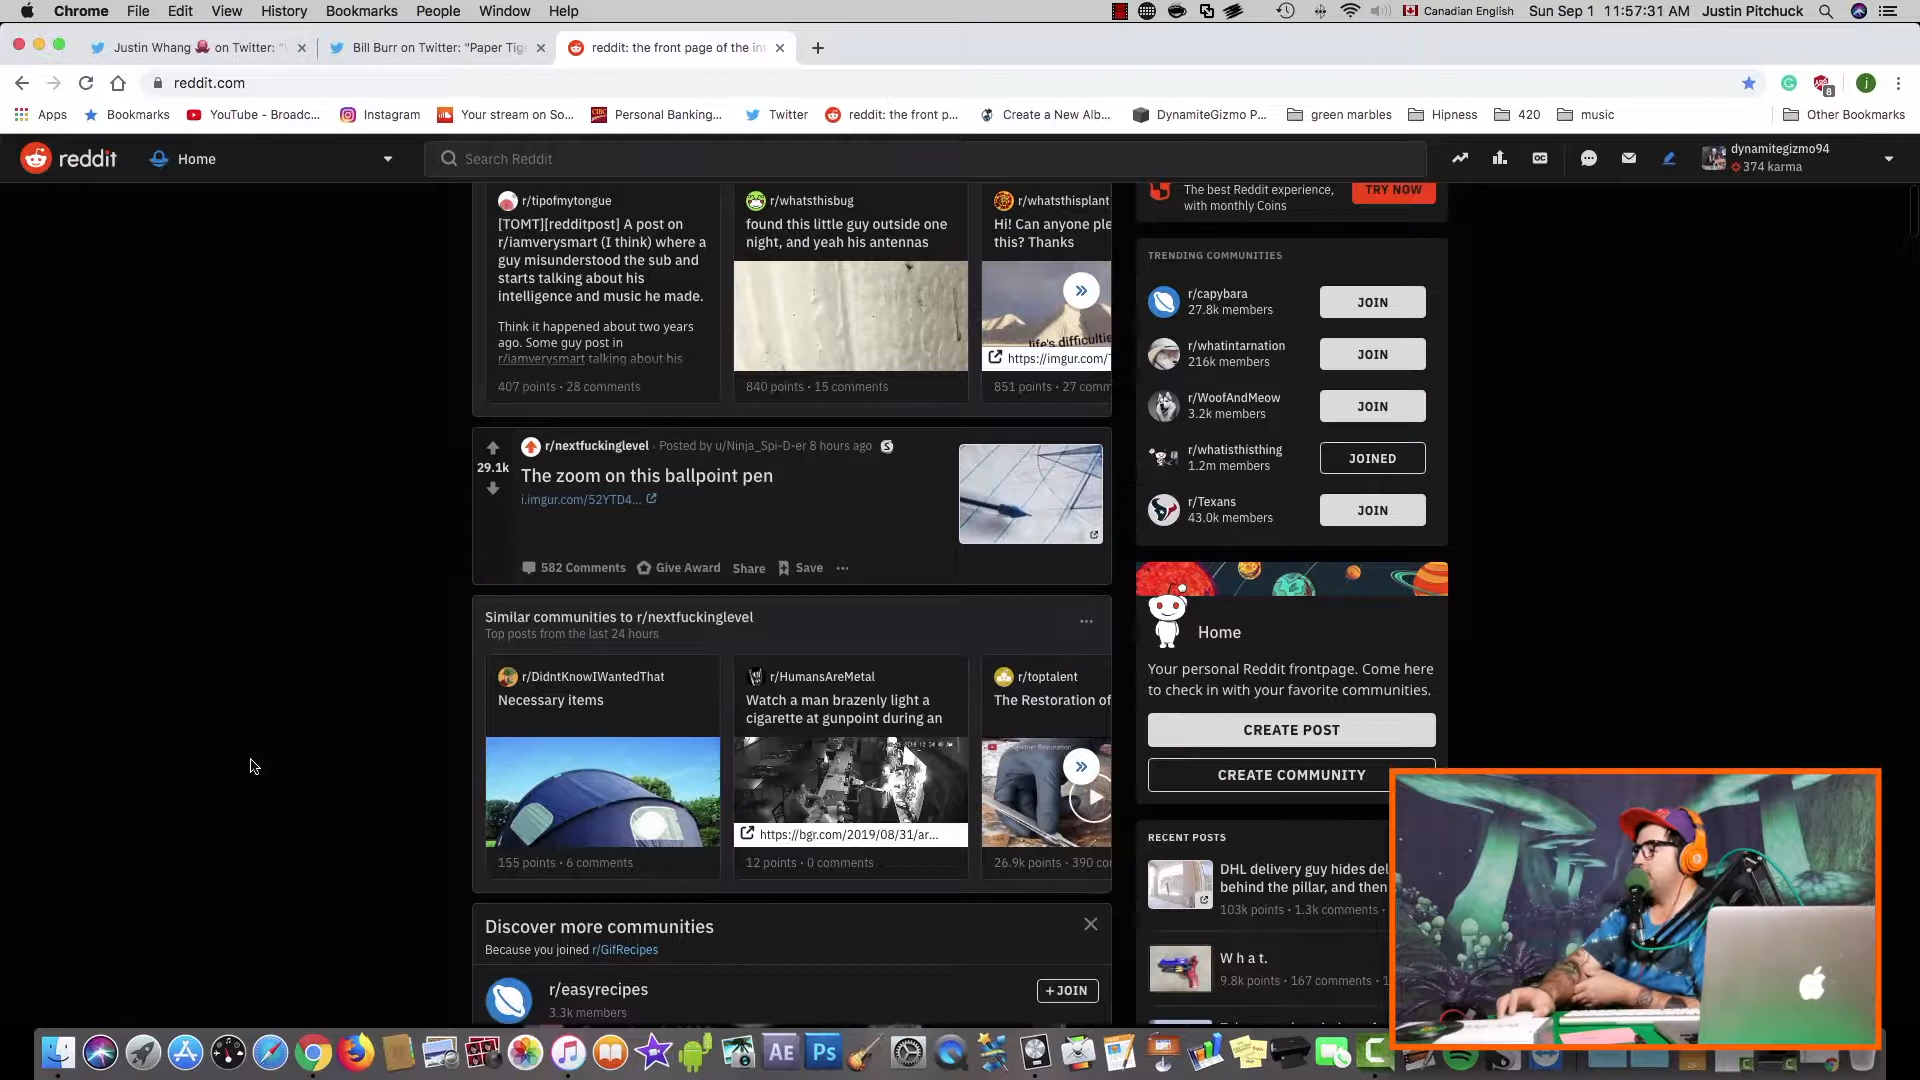 Chrome File Edit View History Bookmarks People Window Help Canadian English Sun Sep 1 11:57:31 AM Justin Pitchuck
Justin Whang on Twitter: " Bill Burr on Twitter: "Paper Tig reddit: the front page of the in
reddit.com 8 j
Apps Bookmarks YouTube - Broadc... Instagram Your stream on So... CIBC Personal Banking... Twitter reddit: the front p... Create a New Alb... DynamiteGizmo P... green marbles Hipness 420 music Other Bookmarks
reddit Home Search Reddit OC dynamitegizmo94
374 karma
r/tipofmytongue
[TOMT][redditpost] A post on
r/iamverysmart (I think) where a
guy misunderstood the sub and
starts talking about his
intelligence and music he made.
Think it happened about two years
ago. Some guy post in
r/iamverysmart talking about his
407 points • 28 comments
r/whatsthisbug
found this little guy outside one
night, and yeah his antennas
840 points • 15 comments
r/whatsthisplant
Hi! Can anyone ple
this? Thanks
life's difficultie
https://imgur.com/
851 points • 27 comm
The best Reddit experience,
with monthly Coins
TRY NOW
TRENDING COMMUNITIES
r/capybara
27.8k members
JOIN
r/whatintarnation
216k members
JOIN
r/WoofAndMeow
3.2k members
JOIN
r/whatisthisthing
1.2m members
JOINED
r/Texans
43.0k members
JOIN
29.1k
r/nextfuckinglevel · Posted by u/Ninja_Spi-D-er 8 hours ago
The zoom on this ballpoint pen
i.imgur.com/52YTD4...
582 Comments Give Award Share Save ...
Similar communities to r/nextfuckinglevel
Top posts from the last 24 hours
r/DidntKnowIWantedThat
Necessary items
155 points • 6 comments
r/HumansAreMetal
Watch a man brazenly light a
cigarette at gunpoint during an
https://bgr.com/2019/08/31/ar...
12 points • 0 comments
r/toptalent
The Restoration of
26.9k points • 390 co
Home
Your personal Reddit frontpage. Come here
to check in with your favorite communities.
CREATE POST
CREATE COMMUNITY
RECENT POSTS
DHL delivery guy hides del
behind the pillar, and then
103k points • 1.3k comments •
W h a t.
9.8k points • 167 comments • 1
Discover more communities
Because you joined r/GifRecipes
r/easyrecipes
3.3k members
+ JOIN
AE Ps